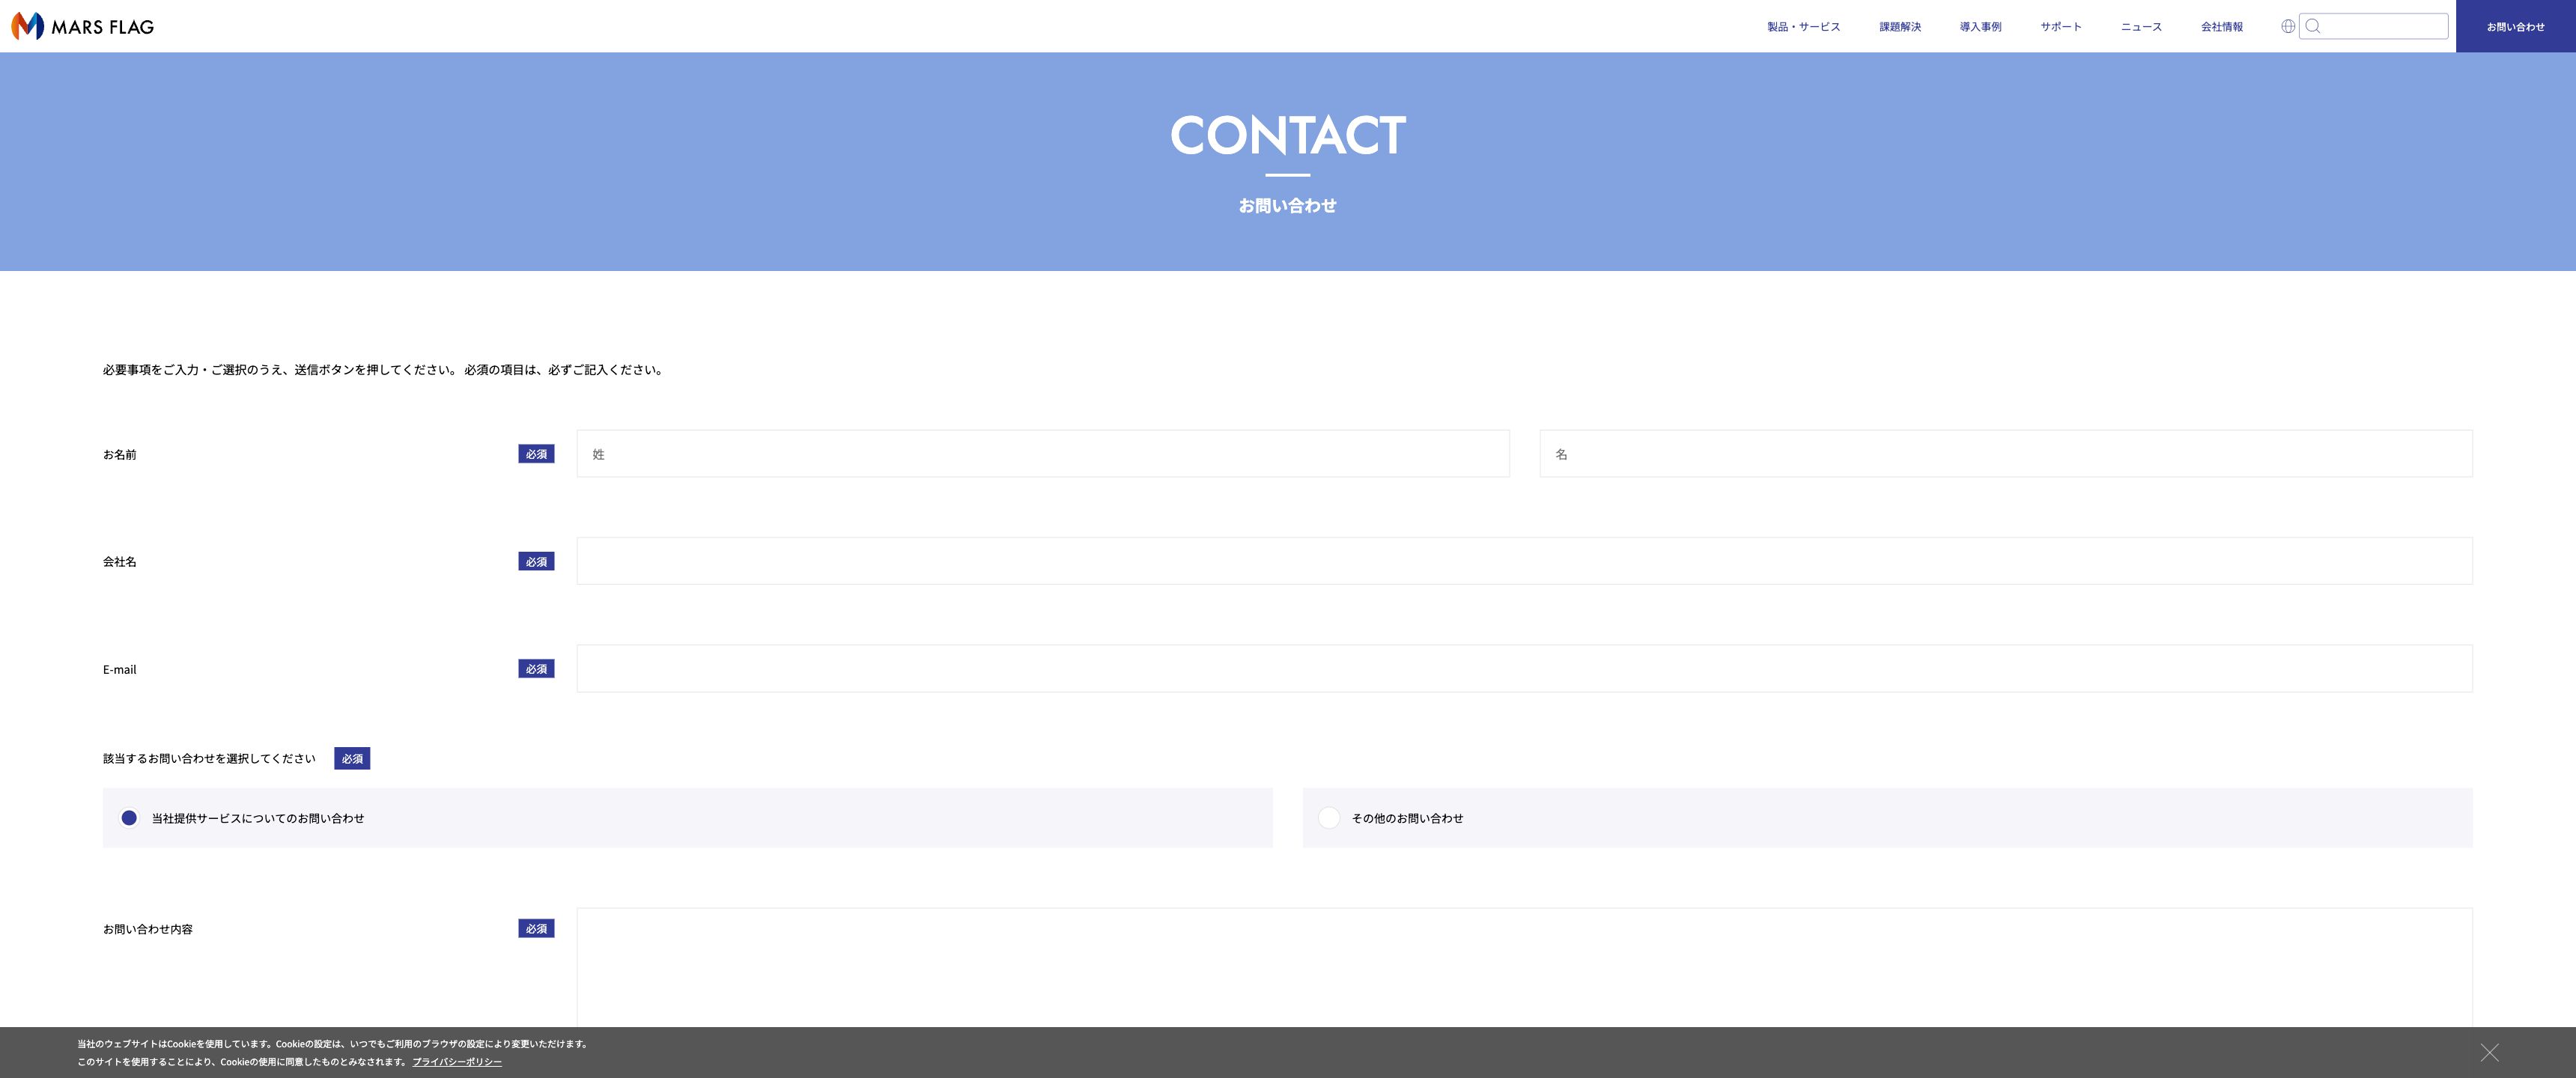 MARS FLAG
製品・サービス 課題解決 導入事例 サポート ニュース 会社情報 お問い合わせ
CONTACT
お問い合わせ
必要事項をご入力・ご選択のうえ、送信ボタンを押してください。 必須の項目は、必ずご記入ください。
お名前 必須 姓 名
会社名 必須
E-mail 必須
該当するお問い合わせを選択してください 必須
当社提供サービスについてのお問い合わせ その他のお問い合わせ
お問い合わせ内容 必須
当社のウェブサイトはCookieを使用しています。Cookieの設定は、いつでもご利用のブラウザの設定により変更いただけます。
このサイトを使用することにより、Cookieの使用に同意したものとみなされます。 プライバシーポリシー